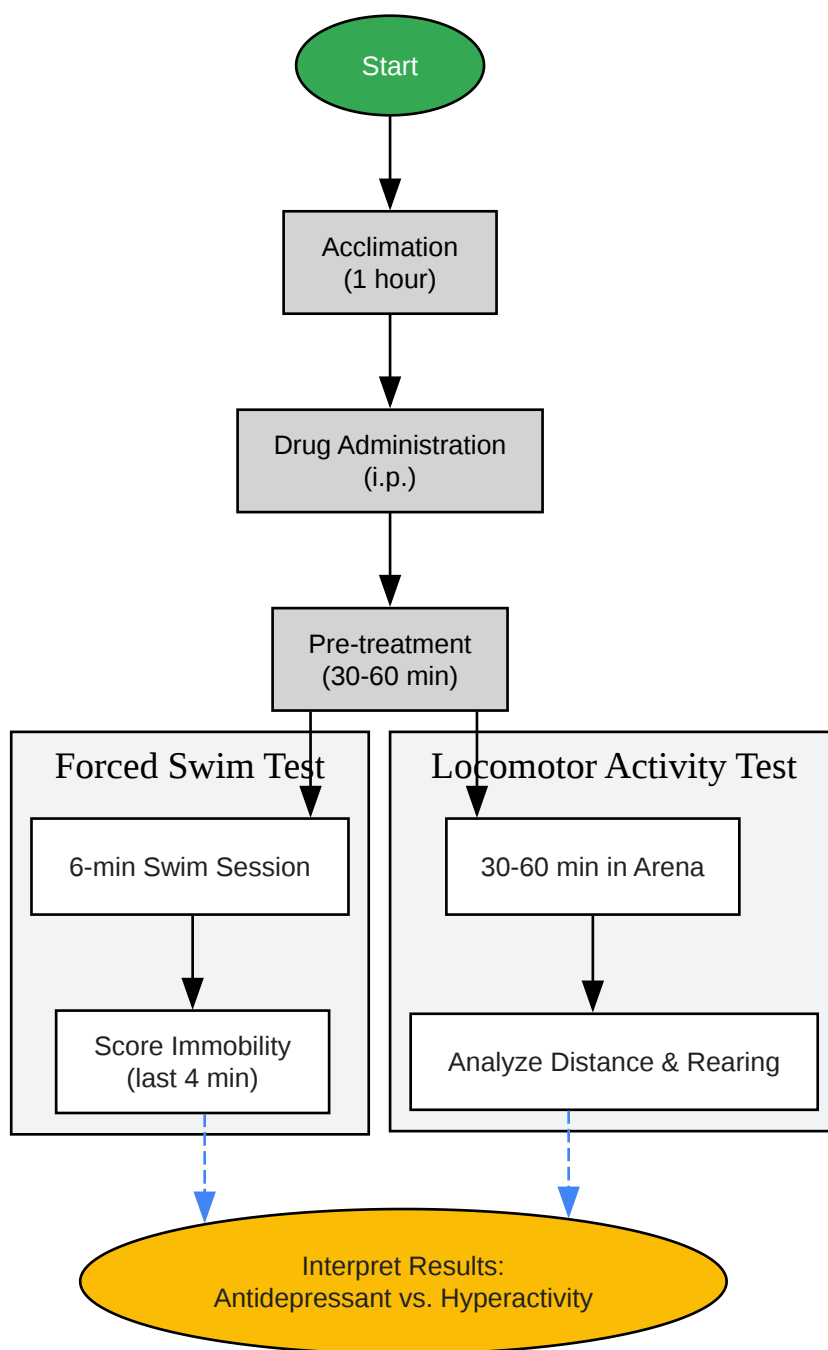 Start
Acclimation
(1 hour)
Drug Administration
(i.p.)
Pre-treatment
(30-60 min)
Forced Swim Test
6-min Swim Session
Score Immobility
(last 4 min)
Locomotor Activity Test
30-60 min in Arena
Analyze Distance & Rearing
Interpret Results:
Antidepressant vs. Hyperactivity